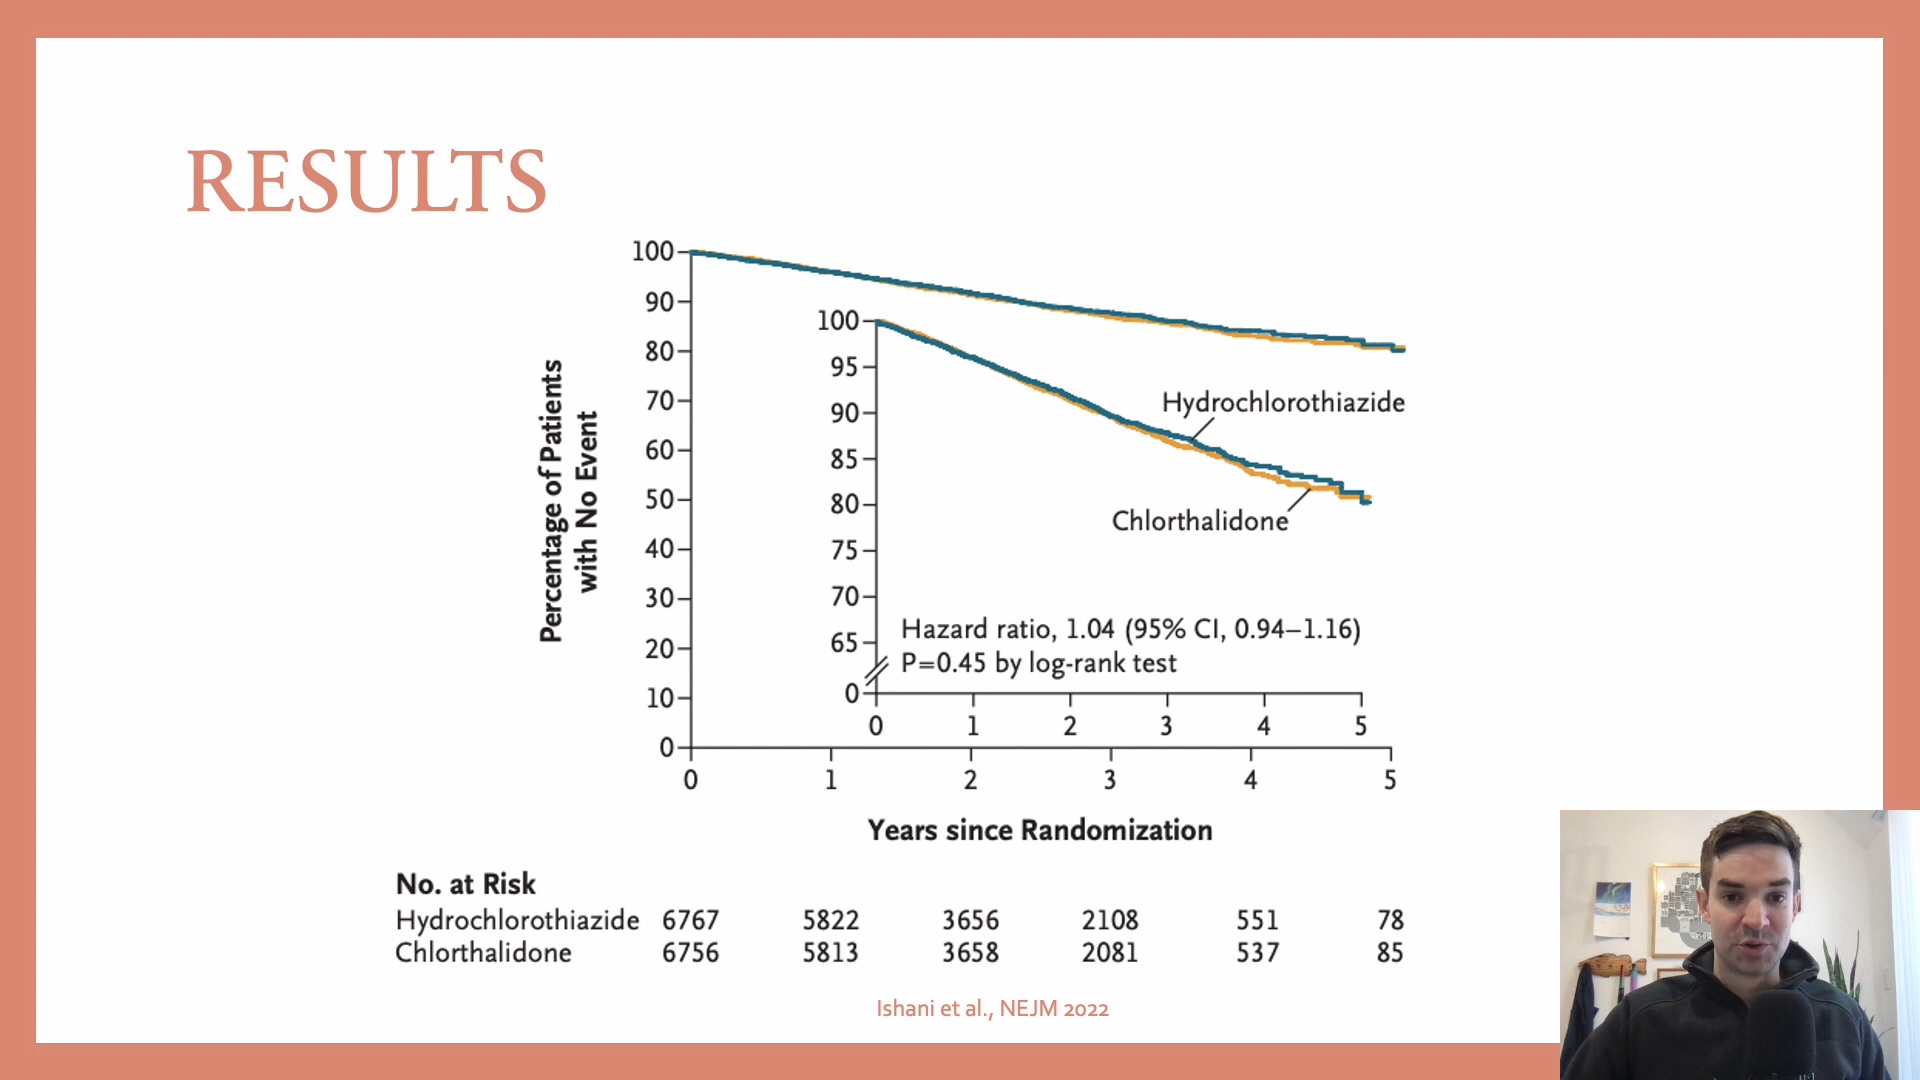 RESULTS
100
90
80
70
60
50
40
30
20
10
0
Percentage of Patients
with No Event
100
95
90
85
80
75
70
65
0
Hydrochlorothiazide
Chlorthalidone
Hazard ratio, 1.04 (95% CI, 0.94–1.16)
P=0.45 by log-rank test
0 1 2 3 4 5
0 1 2 3 4 5
Years since Randomization
No. at Risk
Hydrochlorothiazide 6767 5822 3656 2108 551 78
Chlorthalidone 6756 5813 3658 2081 537 85
Ishani et al., NEJM 2022